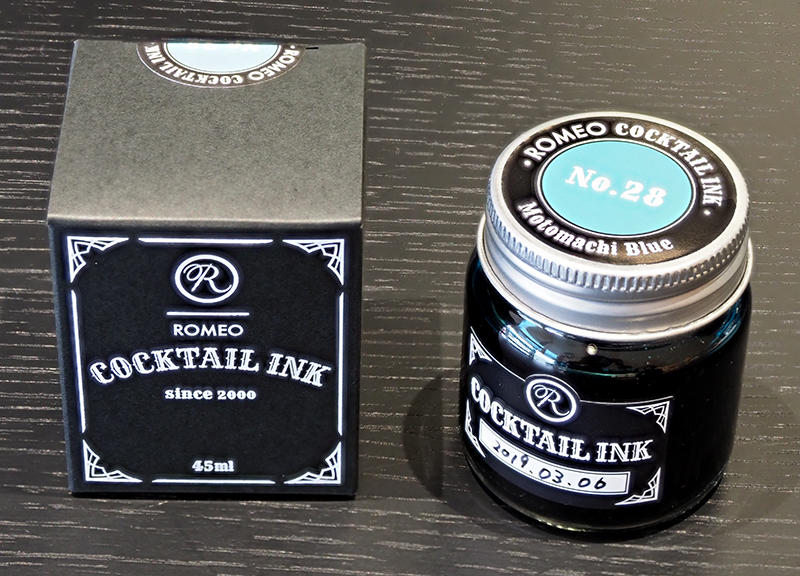 ROMEO COCKTAIL INK
R
ROMEO
COCKTAIL INK
since 2000
45ml
ROMEO COCKTAIL INK
No.28
Motomachi Blue
R
COCKTAIL INK
2019.03.06